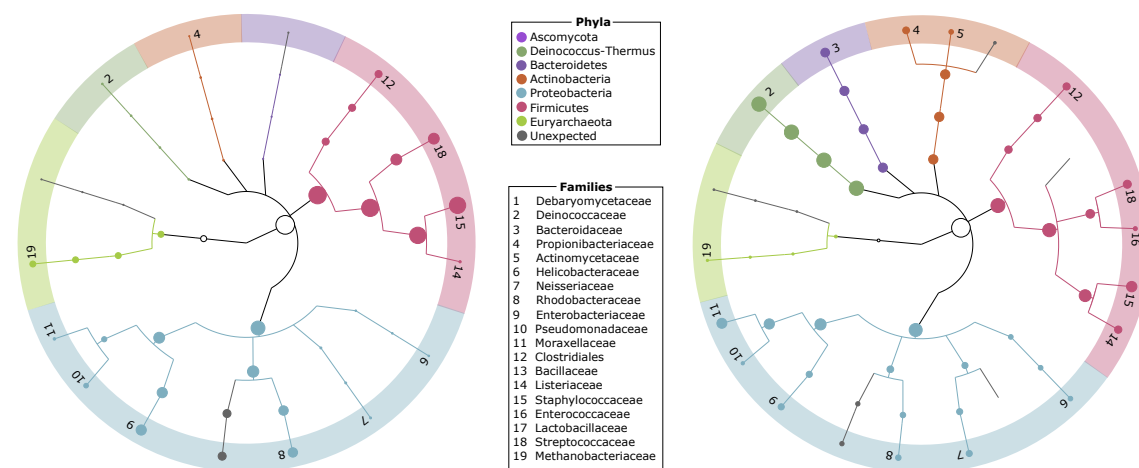 4
2
12
18
15
14
19
11
10
9
8
7
6
Phyla
Ascomycota
Deinococcus-Thermus
Bacteroidetes
Actinobacteria
Proteobacteria
Firmicutes
Euryarchaeota
Unexpected
Families
1 Debaryomycetaceae
2 Deinococcaceae
3 Bacteroidaceae
4 Propionibacteriaceae
5 Actinomycetaceae
6 Helicobacteraceae
7 Neisseriaceae
8 Rhodobacteraceae
9 Enterobacteriaceae
10 Pseudomonadaceae
11 Moraxellaceae
12 Clostridiales
13 Bacillaceae
14 Listeriaceae
15 Staphylococcaceae
16 Enterococcaceae
17 Lactobacillaceae
18 Streptococcaceae
19 Methanobacteriaceae
4
5
3
2
12
18
16
15
14
19
11
10
9
8
7
6